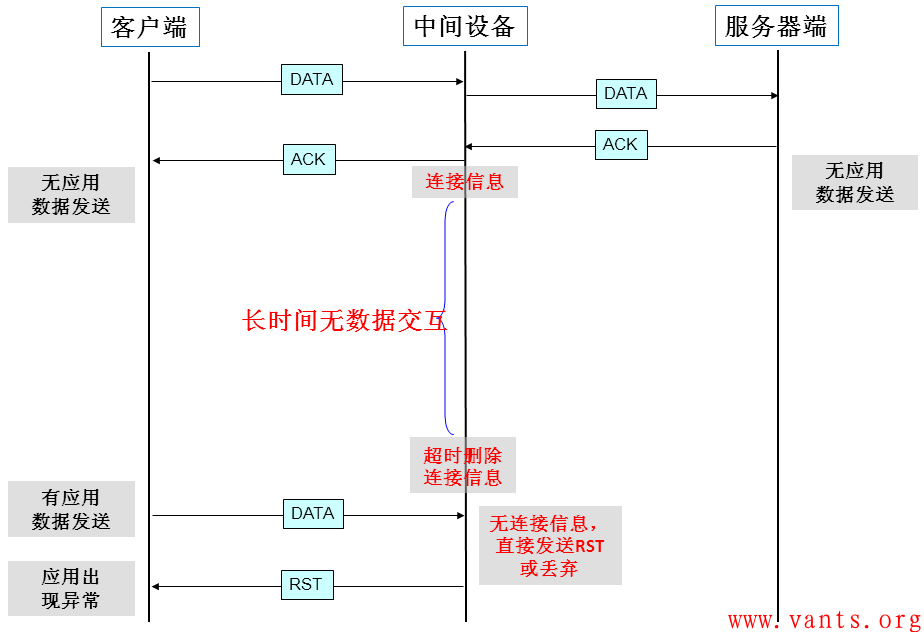 客户端
中间设备
服务器端
DATA
DATA
ACK
ACK
无应用
数据发送
连接信息
无应用
数据发送
长时间无数据交互
超时删除
连接信息
有应用
数据发送
DATA
无连接信息，
直接发送RST
或丢弃
应用出
现异常
RST
www.vants.org